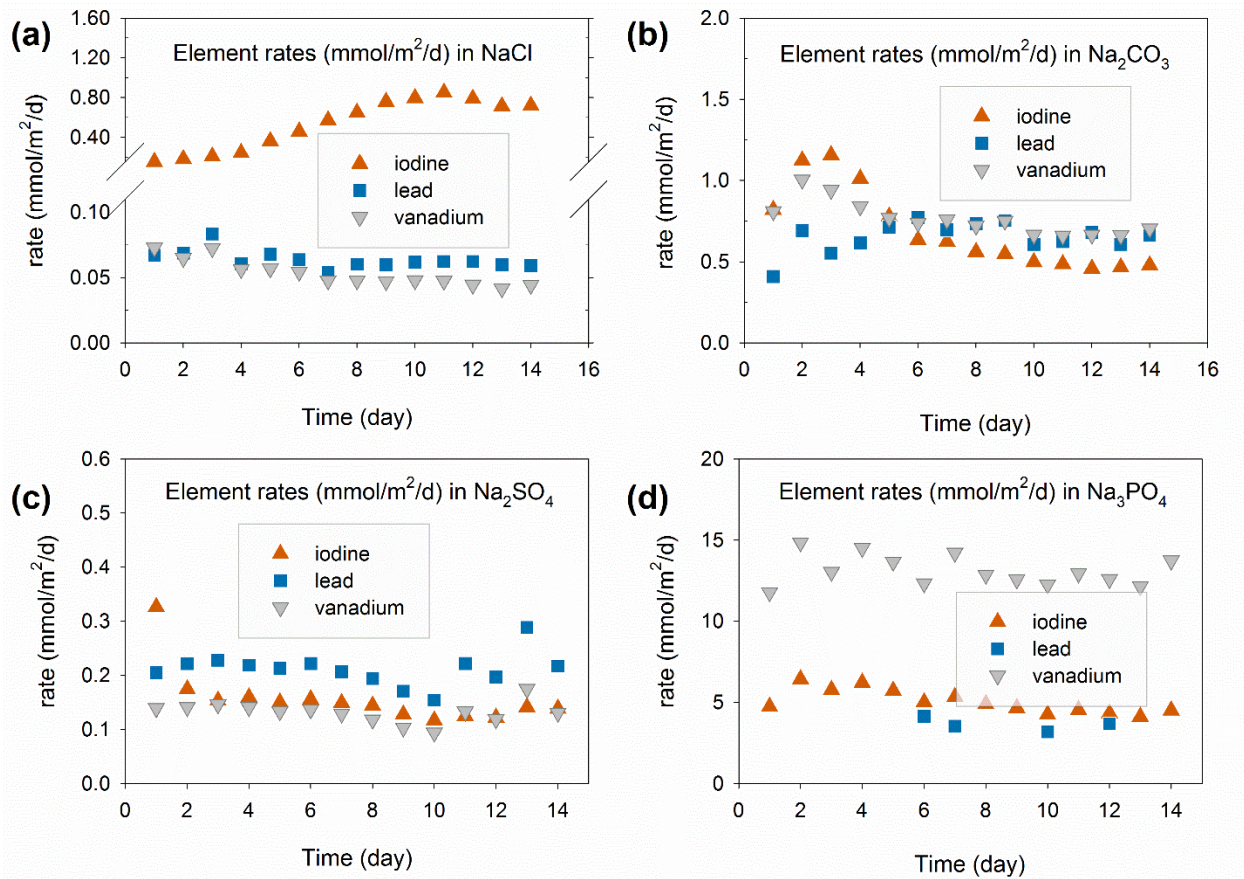 (a)
Element rates (mmol/m²/d) in NaCl
1.60
1.20
0.80
0.40
0.10
0.05
0.00
rate (mmol/m²/d)
iodine
lead
vanadium
0 2 4 6 8 10 12 14 16
Time (day)
(b)
Element rates (mmol/m²/d) in Na₂CO₃
2.0
1.5
1.0
0.5
0.0
rate (mmol/m²/d)
iodine
lead
vanadium
0 2 4 6 8 10 12 14 16
Time (day)
(c)
Element rates (mmol/m²/d) in Na₂SO₄
0.6
0.5
0.4
0.3
0.2
0.1
0.0
rate (mmol/m²/d)
iodine
lead
vanadium
0 2 4 6 8 10 12 14
Time (day)
(d)
Element rates (mmol/m²/d) in Na₃PO₄
20
15
10
5
0
rate (mmol/m²/d)
iodine
lead
vanadium
0 2 4 6 8 10 12 14
Time (day)